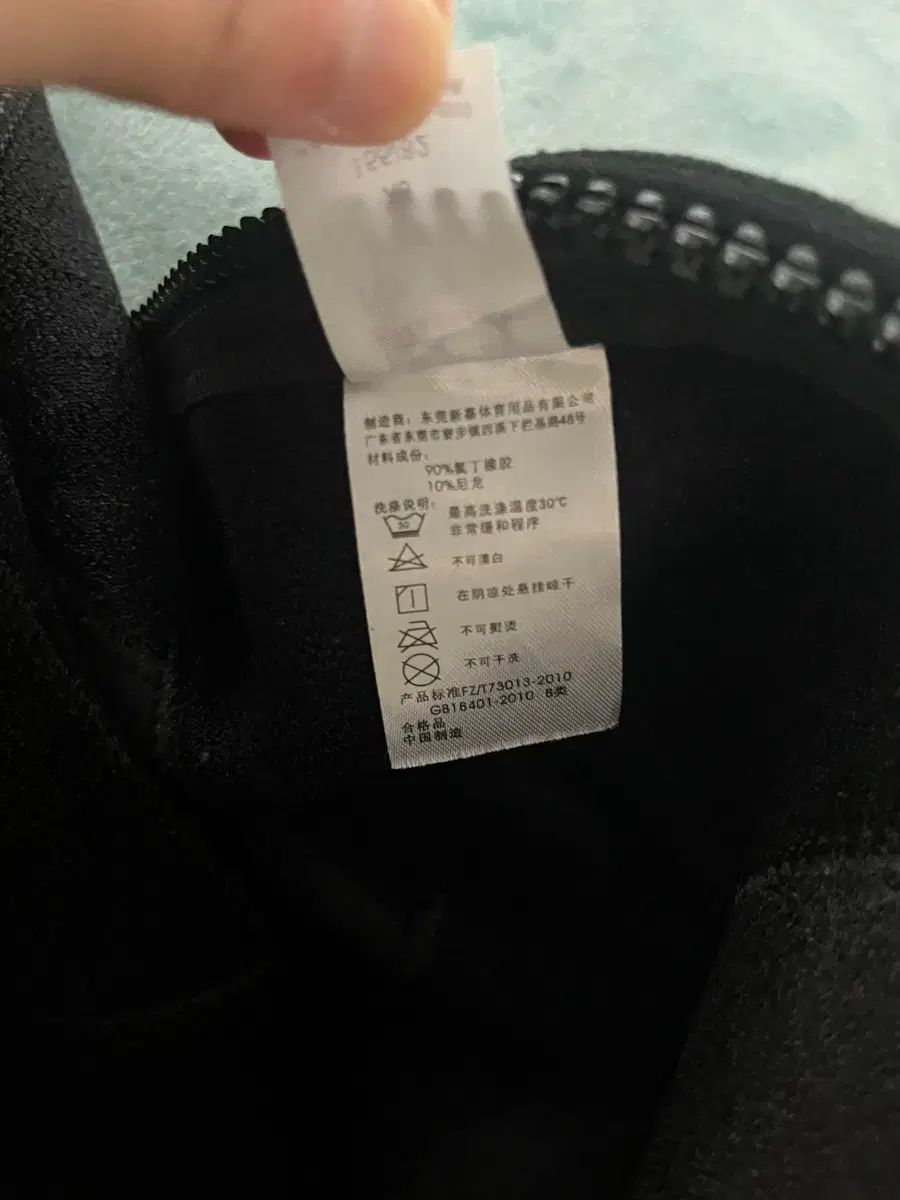 制造商：东莞新嘉体育用品有限公司
广东省东莞市寮步镇西溪下栏基路48号
材料成份：
90%氯丁橡胶
10%尼龙
洗涤说明：
30
最高洗涤温度30℃
非常缓和程序
不可漂白
在阴凉处悬挂晾干
不可熨烫
不可干洗
产品标准FZ/T73013-2010
GB18401-2010 B类
合格品
中国制造